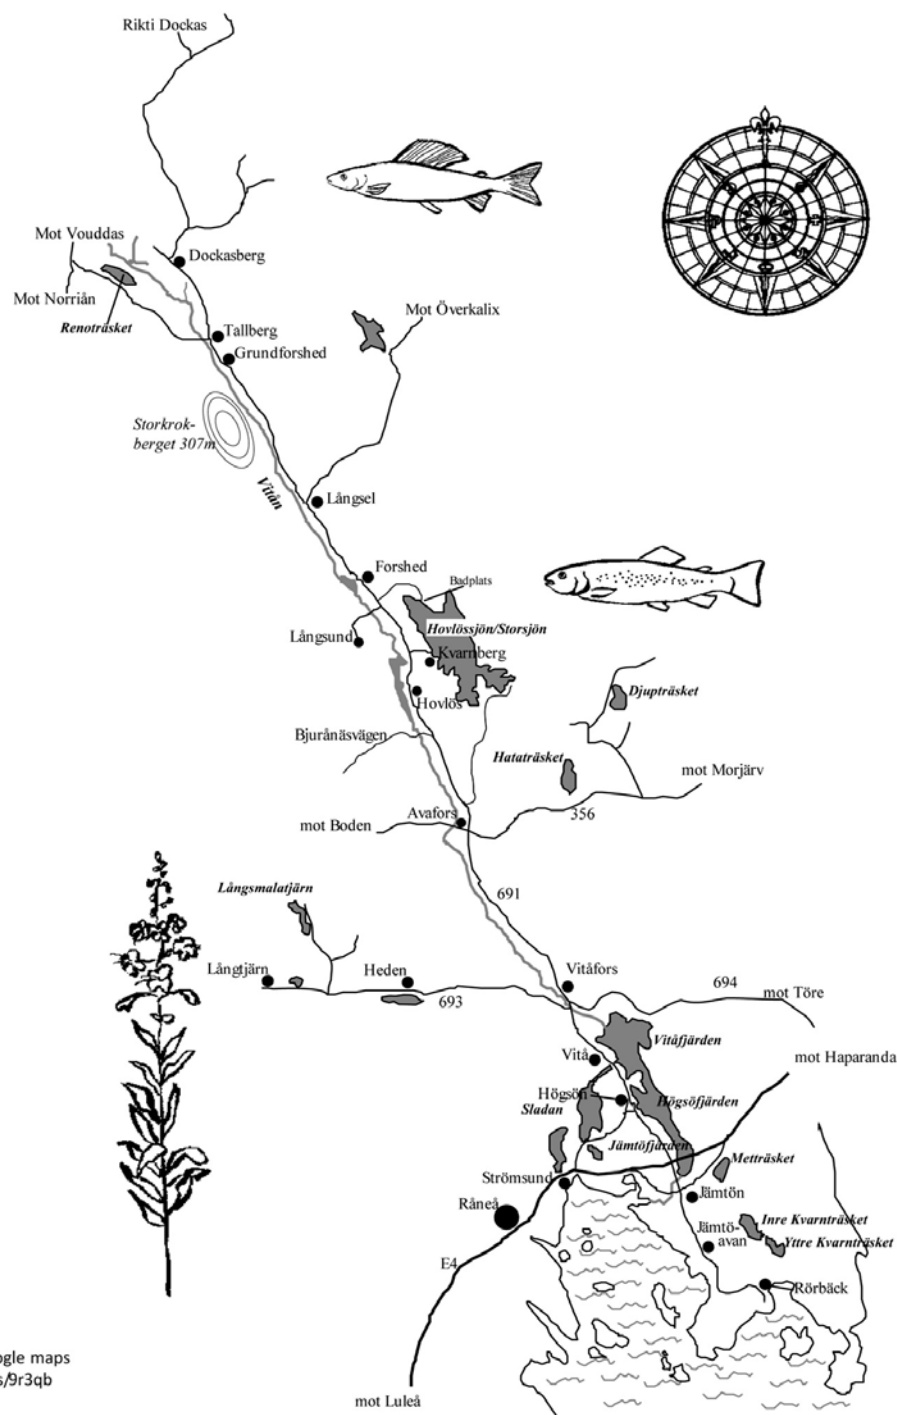 Rikti Dockas
Mot Vouddas
Dockasberg
Mot Norriån
Renoträsket
Mot Överkalix
Tallberg
Grundforshed
Storkrok-
berget 307m
Vitån
Långsel
Forshed
Badplats
Hovlössjön/Storsjön
Långsund
Kvarnberg
Djupträsket
Hovlös
Bjurånäsvägen
Hataträsket
mot Morjärv
Avafors
356
mot Boden
691
Långsmalatjärn
Långtjärn
Heden
Vitåfors
693
694
mot Töre
Vitåfjärden
Vitå
mot Haparanda
Högsön
Högsöfjärden
Sladan
Jämtöfjärden
Metträsket
Strömsund
Jämtön
Råneå
Inre Kvarnträsket
Jämtö-
avan
Yttre Kvarnträsket
E4
Rörbäck
ogle maps
s/9r3qb
mot Luleå